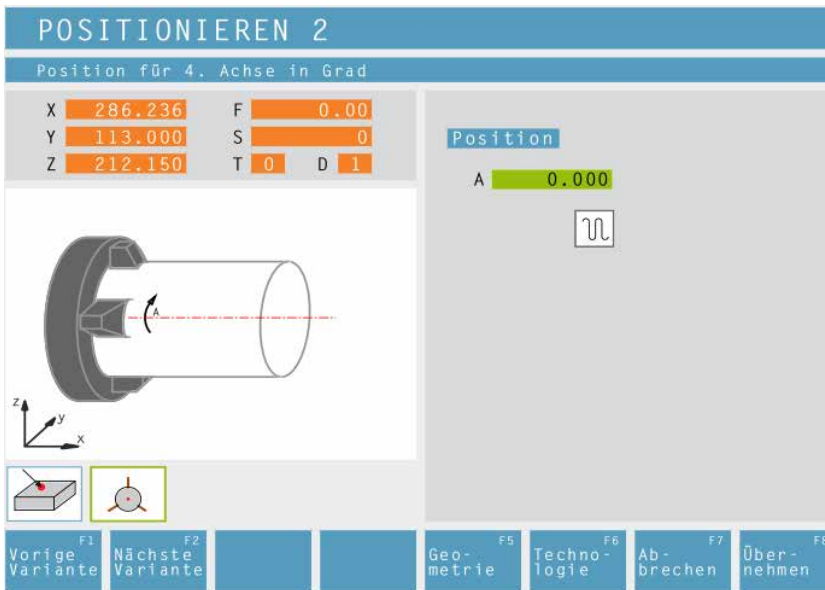 POSITIONIEREN 2
Position für 4. Achse in Grad
X 286.236 F 0.00
Y 113.000 S 0
Z 212.150 T 0 D 1
Position
A 0.000
A
z
y
x
F1 F2 F5 F6 F7 F8
Vorige Nächste Geo- Techno- Ab- Über-
Variante Variante metrie logie brechen nehmen